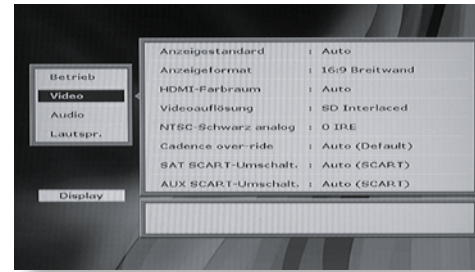 Betrieb
Video
Audio
Lautspr.
Display
Anzeigestandard : Auto
Anzeigeformat : 16:9 Breitwand
HDMI-Farbraum : Auto
Videoauflösung : SD Interlaced
NTSC-Schwarz analog : 0 IRE
Cadence over-ride : Auto (Default)
SAT SCART-Umschalt. : Auto (SCART)
AUX SCART-Umschalt. : Auto (SCART)